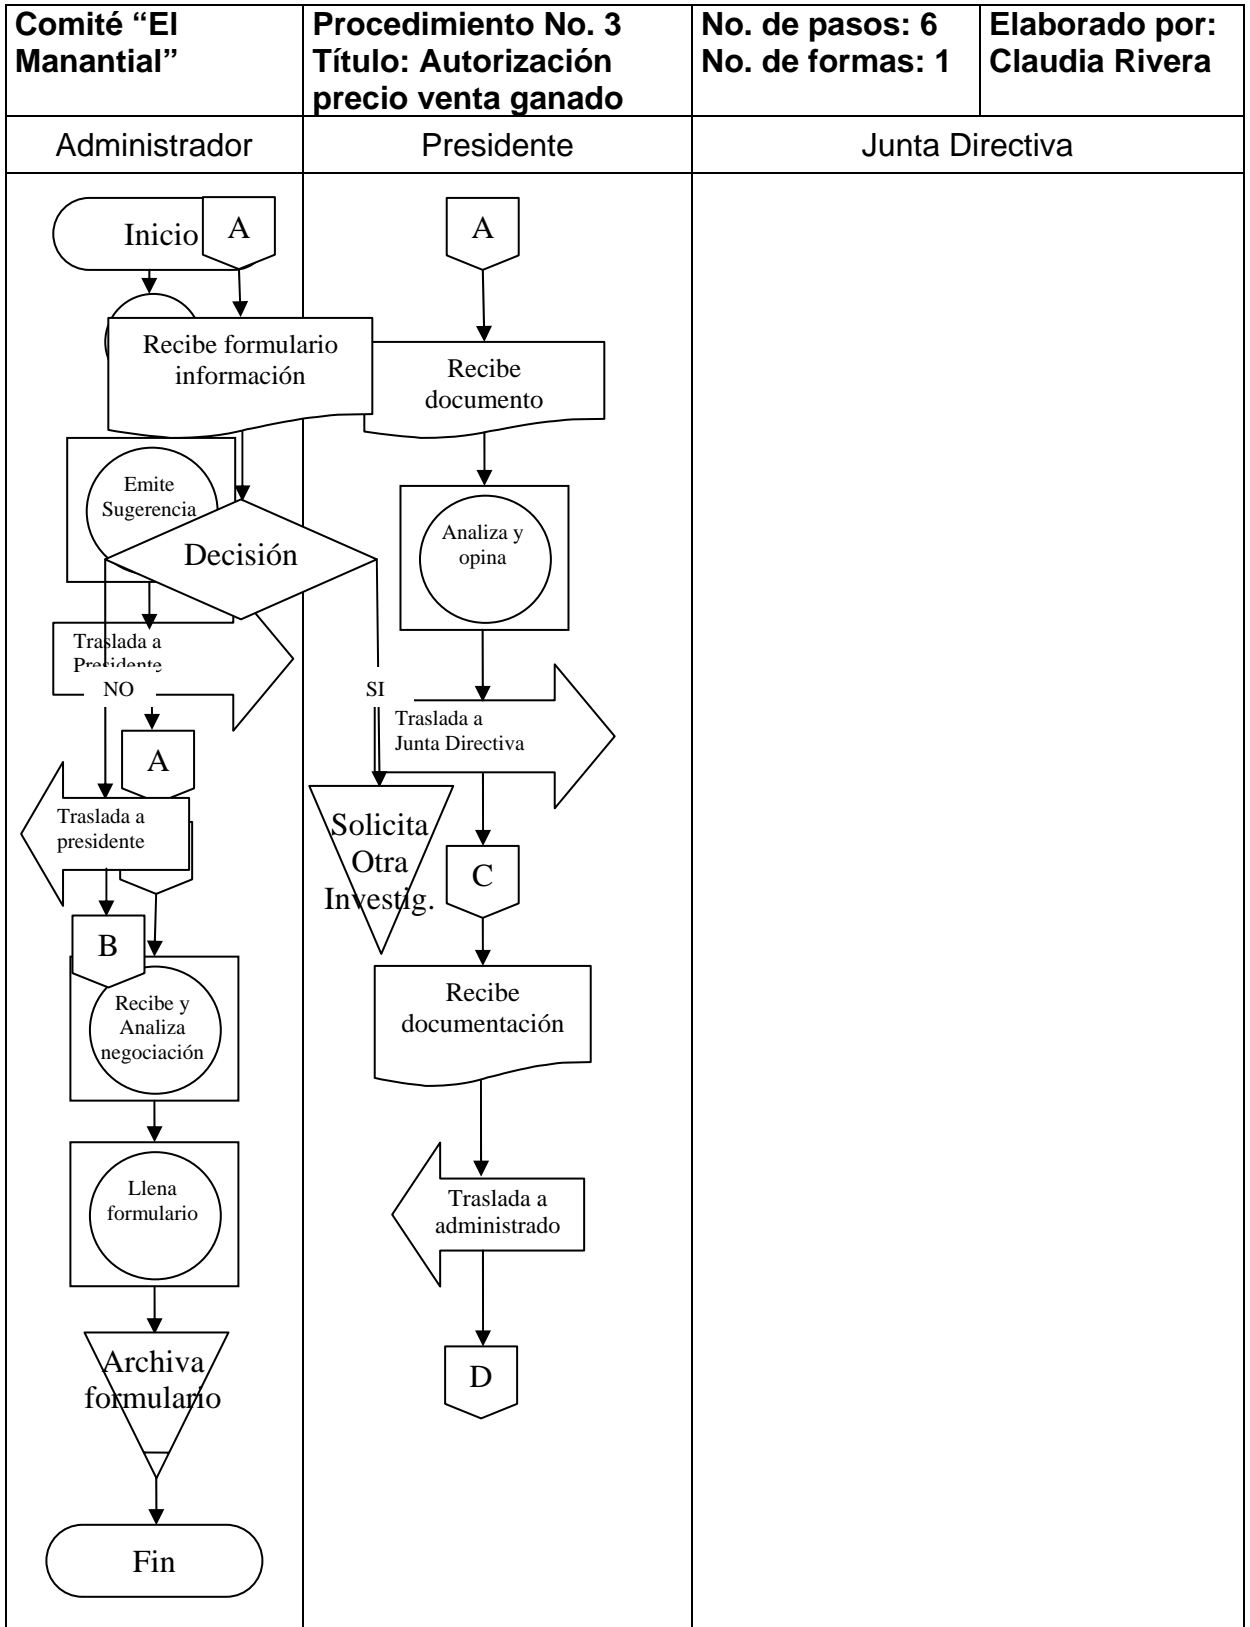 Comité “El
Manantial”
Procedimiento No. 3
Título: Autorización
precio venta ganado
No. de pasos: 6
No. de formas: 1
Elaborado por:
Claudia Rivera
Administrador
Presidente
Junta Directiva
Inicio
A
A
Recibe formulario
información
Recibe
documento
Emite
Sugerencia
Decisión
Analiza y
opina
Traslada a
Presidente
NO
SI
Traslada a
Junta Directiva
A
Traslada a
presidente
Solicita
Otra
Investig.
C
B
Recibe y
Analiza
negociación
Recibe
documentación
Llena
formulario
Traslada a
administrado
Archiva
formulario
D
Fin